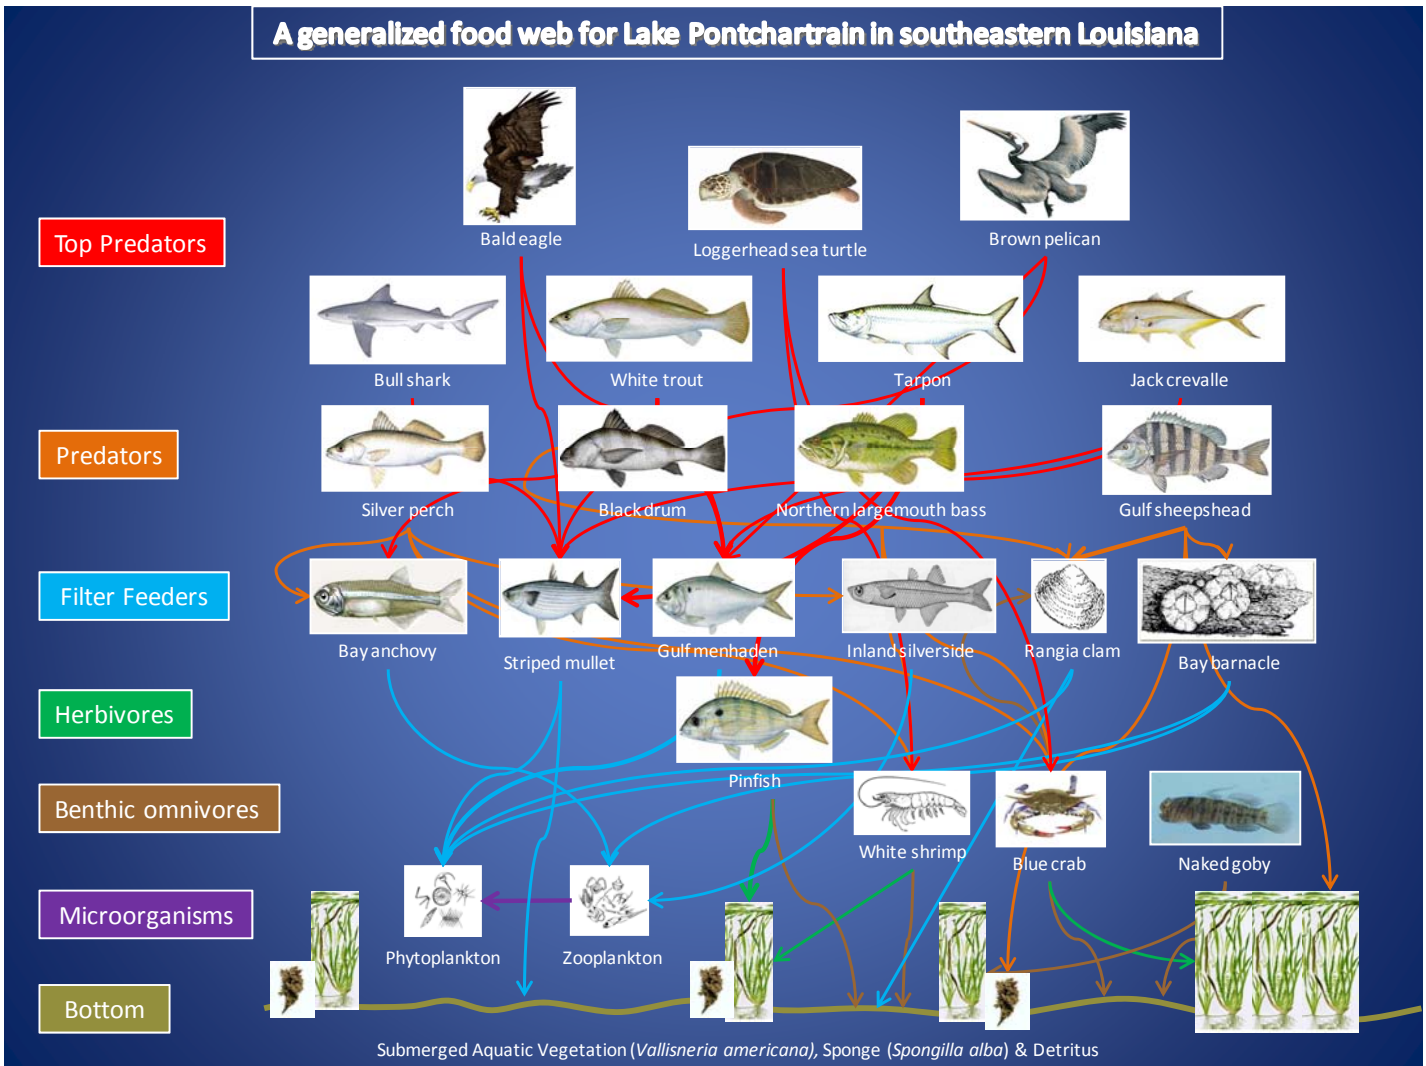 A generalized food web for Lake Pontchartrain in southeastern Louisiana
Top Predators
Bald eagle
Loggerhead sea turtle
Brown pelican
Bull shark
White trout
Tarpon
Jack crevalle
Predators
Silver perch
Black drum
Northern largemouth bass
Gulf sheepshead
Filter Feeders
Bay anchovy
Striped mullet
Gulf menhaden
Inland silverside
Rangia clam
Bay barnacle
Herbivores
Pinfish
Benthic omnivores
White shrimp
Blue crab
Naked goby
Microorganisms
Phytoplankton
Zooplankton
Bottom
Submerged Aquatic Vegetation (Vallisneria americana), Sponge (Spongilla alba) & Detritus